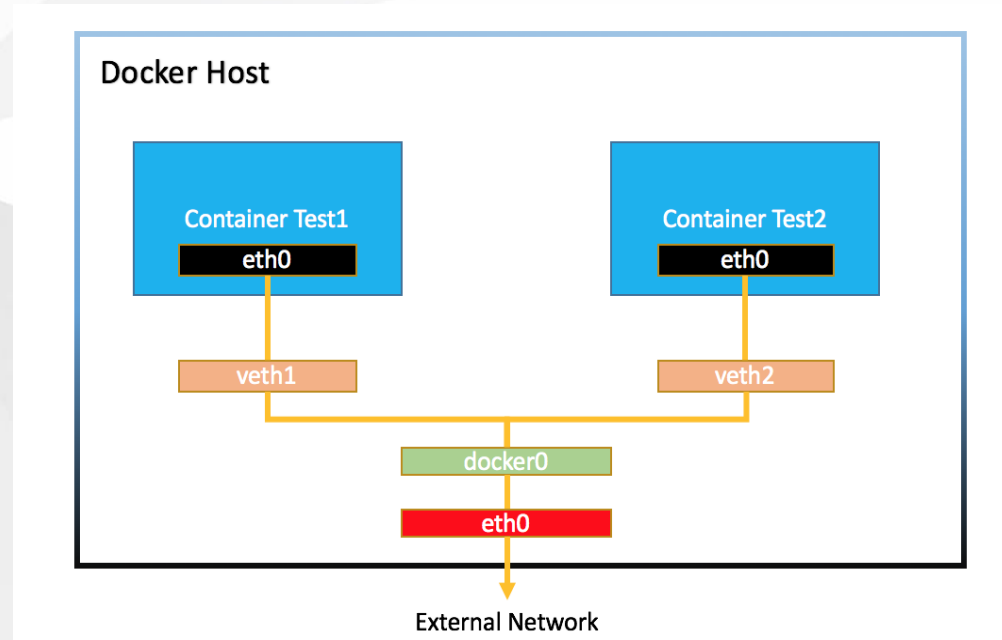 Docker Host
Container Test1
eth0
Container Test2
eth0
veth1
veth2
docker0
eth0
External Network